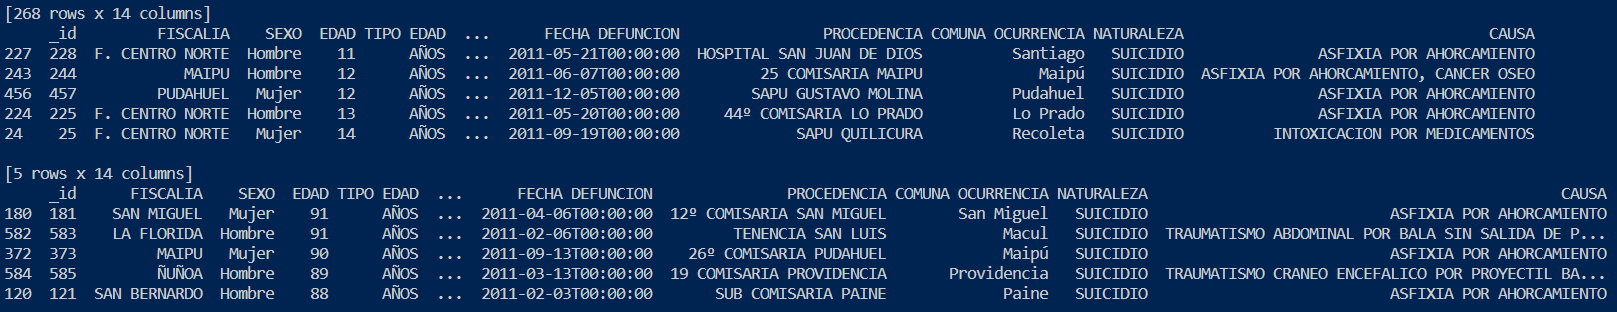 [268 rows x 14 columns]
_id FISCALIA SEXO EDAD TIPO EDAD ... FECHA DEFUNCION PROCEDENCIA COMUNA OCURRENCIA NATURALEZA CAUSA
227 228 F. CENTRO NORTE Hombre 11 AÑOS ... 2011-05-21T00:00:00 HOSPITAL SAN JUAN DE DIOS Santiago SUICIDIO ASFIXIA POR AHORCAMIENTO
243 244 MAIPU Hombre 12 AÑOS ... 2011-06-07T00:00:00 25 COMISARIA MAIPU Maipú SUICIDIO ASFIXIA POR AHORCAMIENTO, CANCER OSEO
456 457 PUDAHUEL Mujer 12 AÑOS ... 2011-12-05T00:00:00 SAPU GUSTAVO MOLINA Pudahuel SUICIDIO ASFIXIA POR AHORCAMIENTO
224 225 F. CENTRO NORTE Hombre 13 AÑOS ... 2011-05-20T00:00:00 44º COMISARIA LO PRADO Lo Prado SUICIDIO ASFIXIA POR AHORCAMIENTO
24 25 F. CENTRO NORTE Mujer 14 AÑOS ... 2011-09-19T00:00:00 SAPU QUILICURA Recoleta SUICIDIO INTOXICACION POR MEDICAMENTOS
[5 rows x 14 columns]
_id FISCALIA SEXO EDAD TIPO EDAD ... FECHA DEFUNCION PROCEDENCIA COMUNA OCURRENCIA NATURALEZA CAUSA
180 181 SAN MIGUEL Mujer 91 AÑOS ... 2011-04-06T00:00:00 12º COMISARIA SAN MIGUEL San Miguel SUICIDIO ASFIXIA POR AHORCAMIENTO
582 583 LA FLORIDA Hombre 91 AÑOS ... 2011-02-06T00:00:00 TENENCIA SAN LUIS Macul SUICIDIO TRAUMATISMO ABDOMINAL POR BALA SIN SALIDA DE P...
372 373 MAIPU Mujer 90 AÑOS ... 2011-09-13T00:00:00 26º COMISARIA PUDAHUEL Maipú SUICIDIO ASFIXIA POR AHORCAMIENTO
584 585 ÑUÑOA Hombre 89 AÑOS ... 2011-03-13T00:00:00 19 COMISARIA PROVIDENCIA Providencia SUICIDIO TRAUMATISMO CRANEO ENCEFALICO POR PROYECTIL BA...
120 121 SAN BERNARDO Hombre 88 AÑOS ... 2011-02-03T00:00:00 SUB COMISARIA PAINE Paine SUICIDIO ASFIXIA POR AHORCAMIENTO